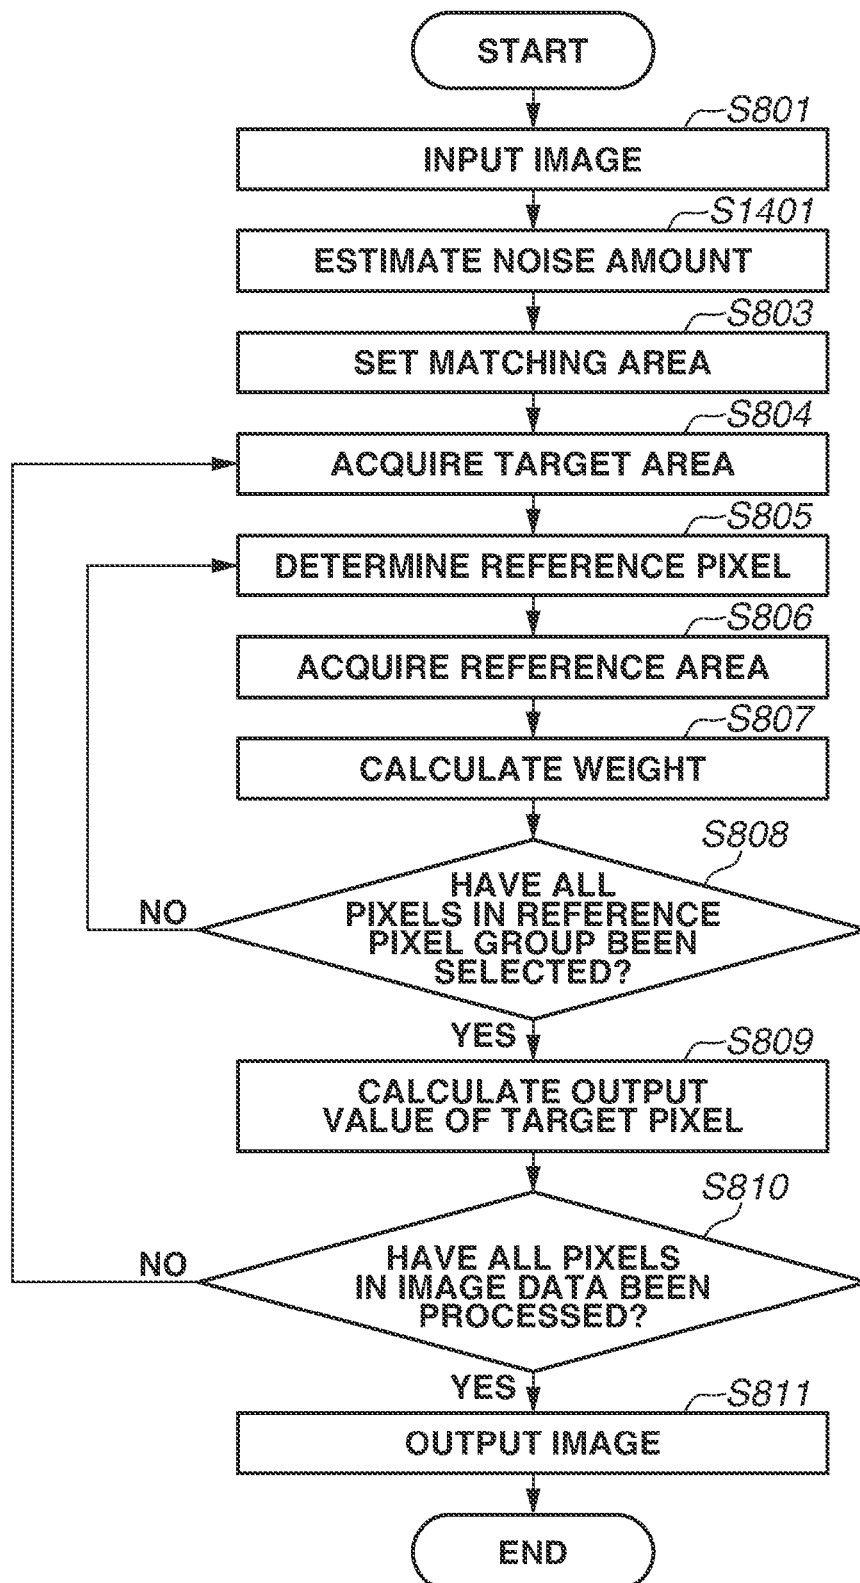 START
S801
INPUT IMAGE
S1401
ESTIMATE NOISE AMOUNT
S803
SET MATCHING AREA
S804
ACQUIRE TARGET AREA
S805
DETERMINE REFERENCE PIXEL
S806
ACQUIRE REFERENCE AREA
S807
CALCULATE WEIGHT
S808
HAVE ALL
PIXELS IN REFERENCE
PIXEL GROUP BEEN
SELECTED?
NO
YES
S809
CALCULATE OUTPUT
VALUE OF TARGET PIXEL
S810
HAVE ALL PIXELS
IN IMAGE DATA BEEN
PROCESSED?
NO
YES
S811
OUTPUT IMAGE
END